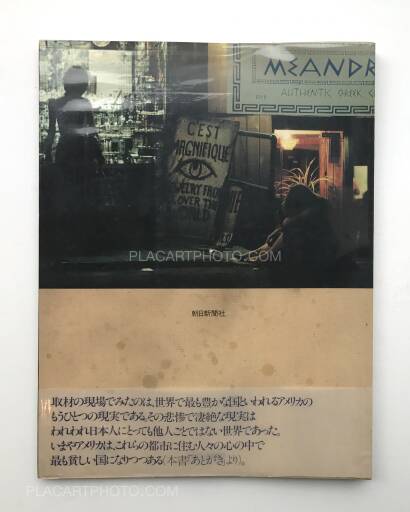 PLACARTPHOTO.COM
MEANDR
AUTHENTIC GREEK
C'EST
MAGNIFIQUE
JEWELRY FROM
OVER THE
WORLD
PLACARTPHOTO.COM
朝日新聞社
取材の現場でみたのは、世界で最も豊かな国といわれるアメリカの
もうひとつの現実である。その悲惨で凄絶な現実は
われわれ日本人にとっても他人ごとではない世界であった。
いまやアメリカは、これらの都市に住む人々の心の中で
最も貧しい国になりつつある(本書「あとがき」より)。
PLACARTPHOTO.COM